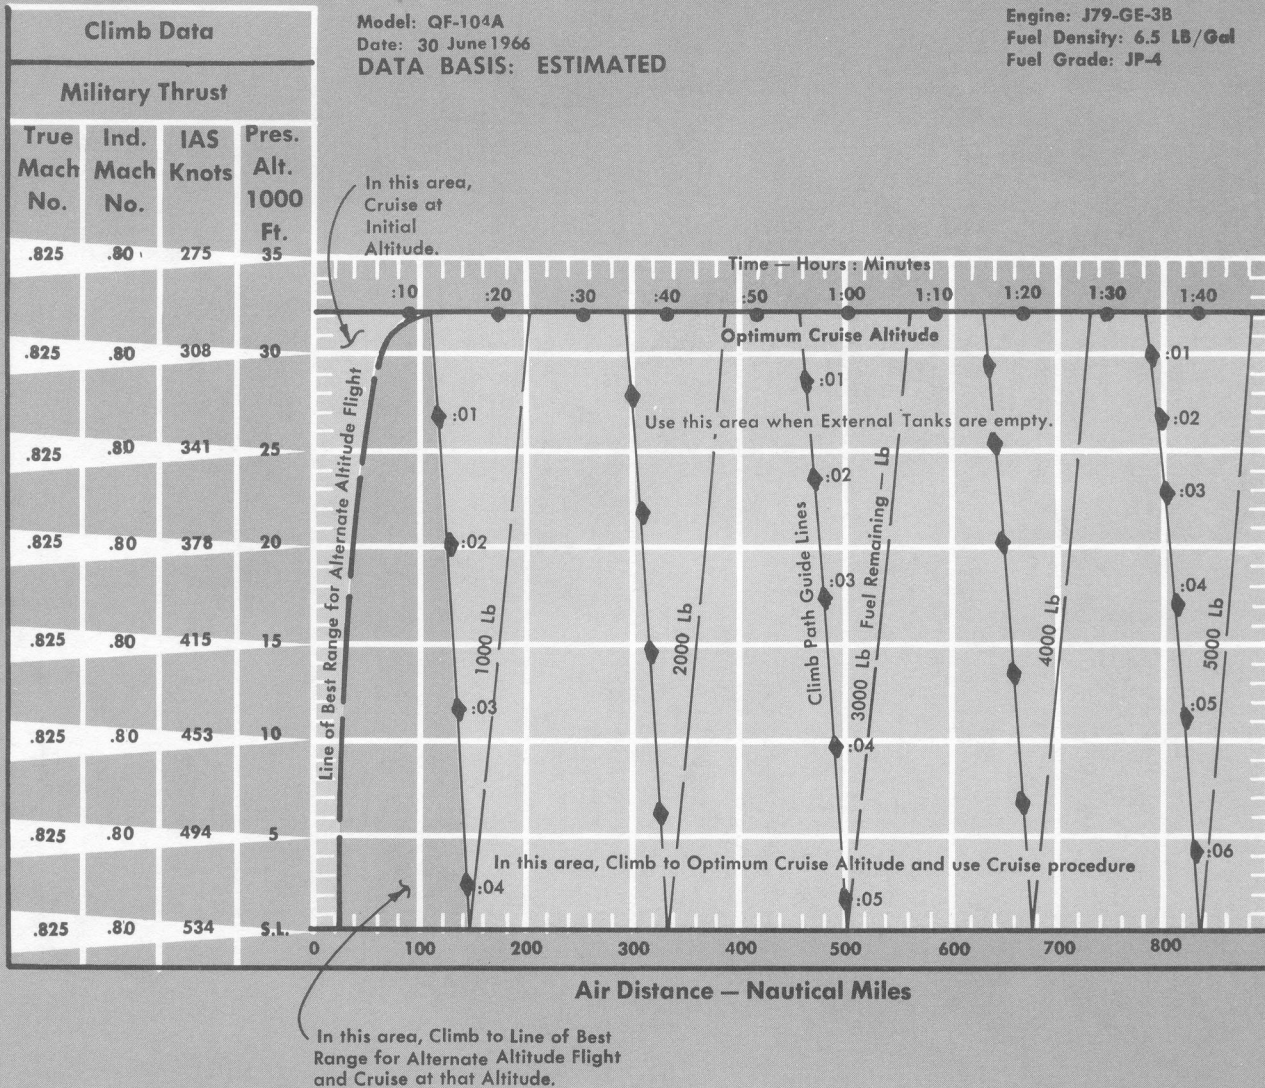 Climb Data
Military Thrust
True
Mach
No.
Ind.
Mach
No.
IAS
Knots
Pres.
Alt.
1000
Ft.
.825 .80 275 35
.825 .80 308 30
.825 .80 341 25
.825 .80 378 20
.825 .80 415 15
.825 .80 453 10
.825 .80 494 5
.825 .80 534 S.L.
Model: QF-104A
Date: 30 June 1966
DATA BASIS: ESTIMATED
Engine: J79-GE-3B
Fuel Density: 6.5 LB/Gal
Fuel Grade: JP-4
In this area,
Cruise at
Initial
Altitude.
Time — Hours : Minutes
:10 :20 :30 :40 :50 1:00 1:10 1:20 1:30 1:40
Optimum Cruise Altitude
Use this area when External Tanks are empty.
Line of Best Range for Alternate Altitude Flight
:01
:02
:03
:04
1000 Lb
2000 Lb
:01
:02
:03
:04
:05
Climb Path Guide Lines
3000 Lb Fuel Remaining — Lb
4000 Lb
:01
:02
:03
:04
:05
:06
5000 Lb
In this area, Climb to Optimum Cruise Altitude and use Cruise procedure
0 100 200 300 400 500 600 700 800
Air Distance — Nautical Miles
In this area, Climb to Line of Best
Range for Alternate Altitude Flight
and Cruise at that Altitude.